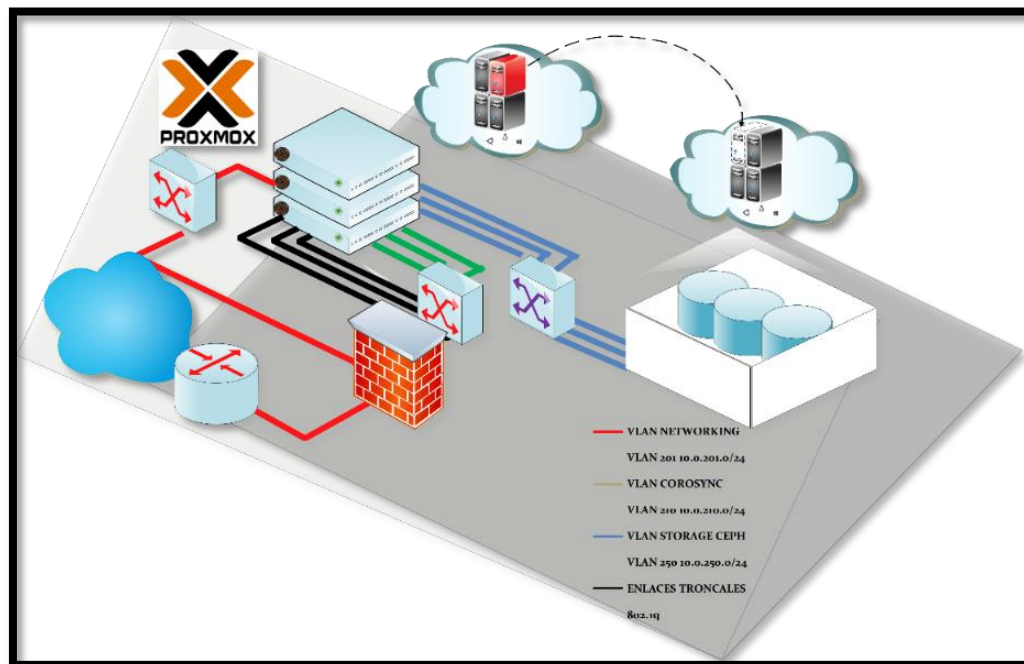 PROXMOX
VLAN NETWORKING
VLAN 201 10.0.201.0/24
VLAN COROSYNC
VLAN 210 10.0.210.0/24
VLAN STORAGE CEPH
VLAN 250 10.0.250.0/24
ENLACES TRONCALES
802.1q